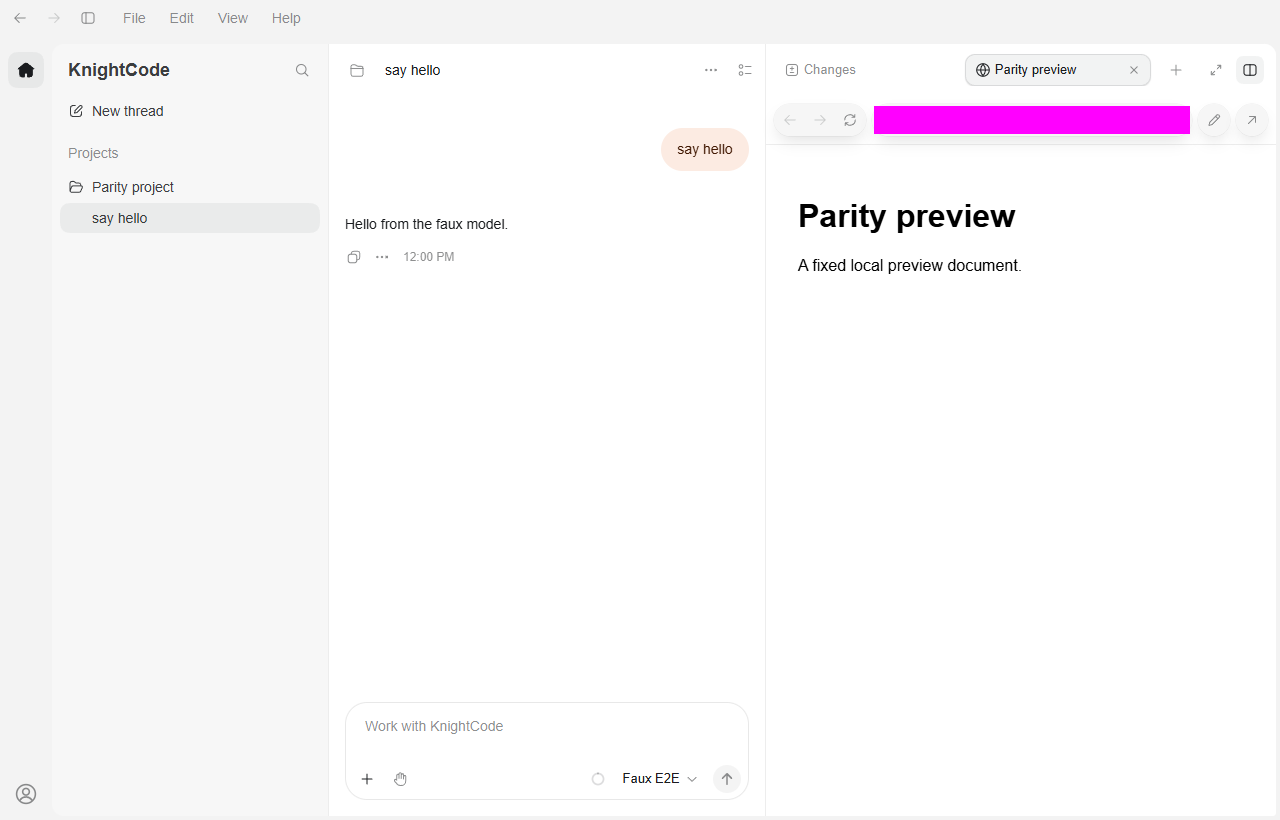 File Edit View Help
KnightCode
New thread
Projects
Parity project
say hello
say hello
say hello
Hello from the faux model.
12:00 PM
Work with KnightCode
Faux E2E
Changes
Parity preview
Parity preview
A fixed local preview document.